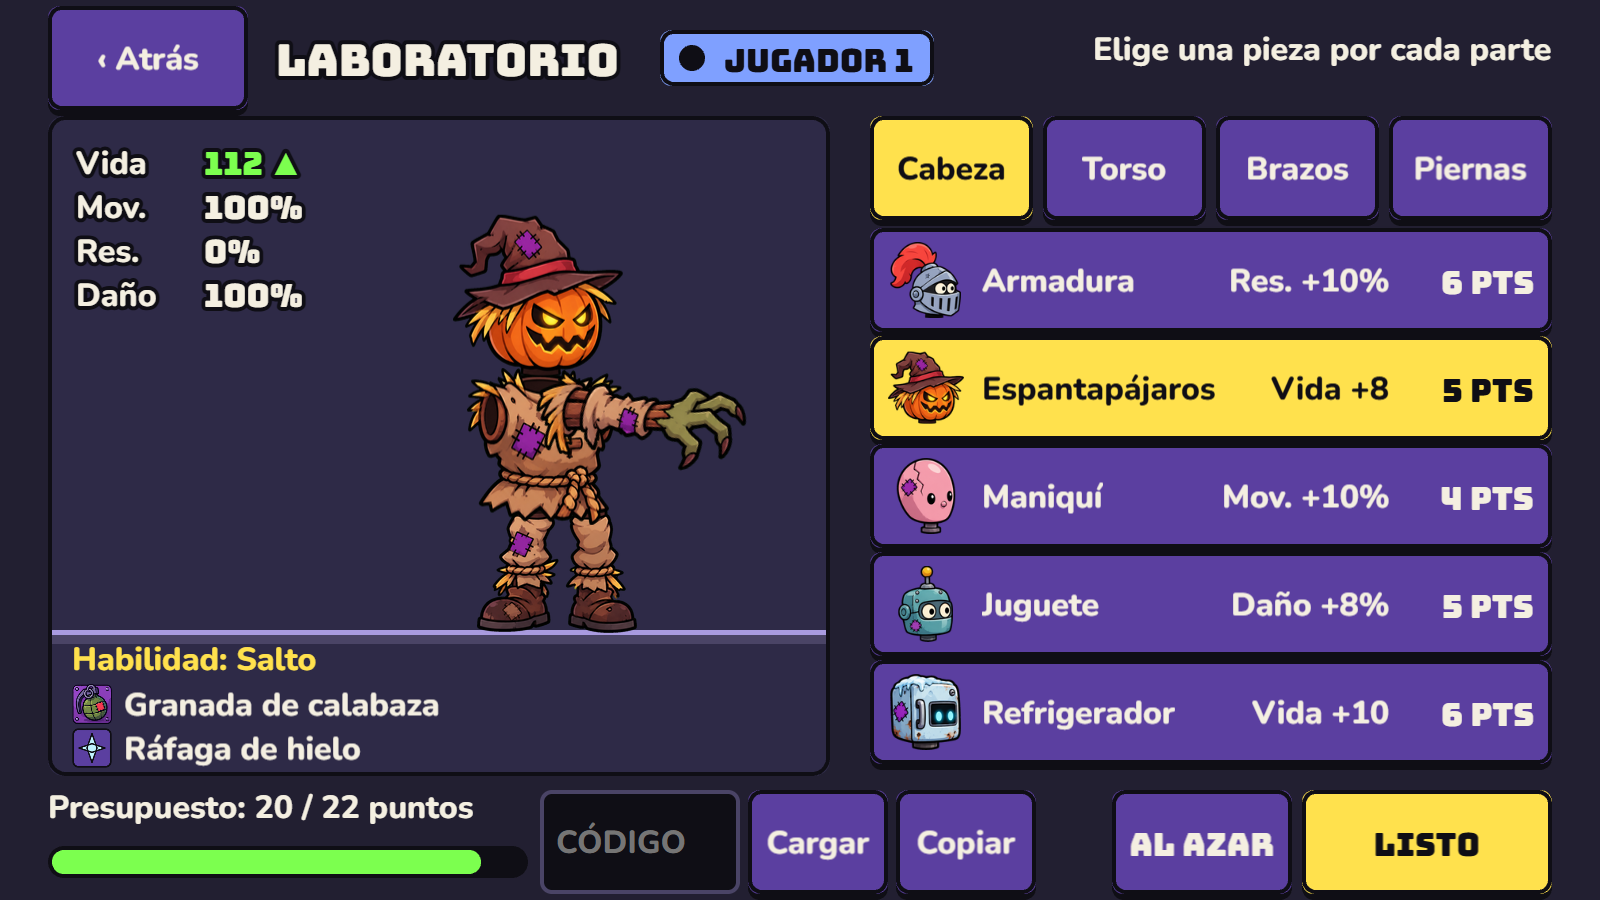 ‹ Atrás
LABORATORIO
JUGADOR 1
Elige una pieza por cada parte
Vida 112 ▲
Mov. 100%
Res. 0%
Daño 100%
Habilidad: Salto
Granada de calabaza
Ráfaga de hielo
Cabeza
Torso
Brazos
Piernas
Armadura Res. +10% 6 PTS
Espantapájaros Vida +8 5 PTS
Maniquí Mov. +10% 4 PTS
Juguete Daño +8% 5 PTS
Refrigerador Vida +10 6 PTS
Presupuesto: 20 / 22 puntos
CÓDIGO
Cargar
Copiar
AL AZAR
LISTO